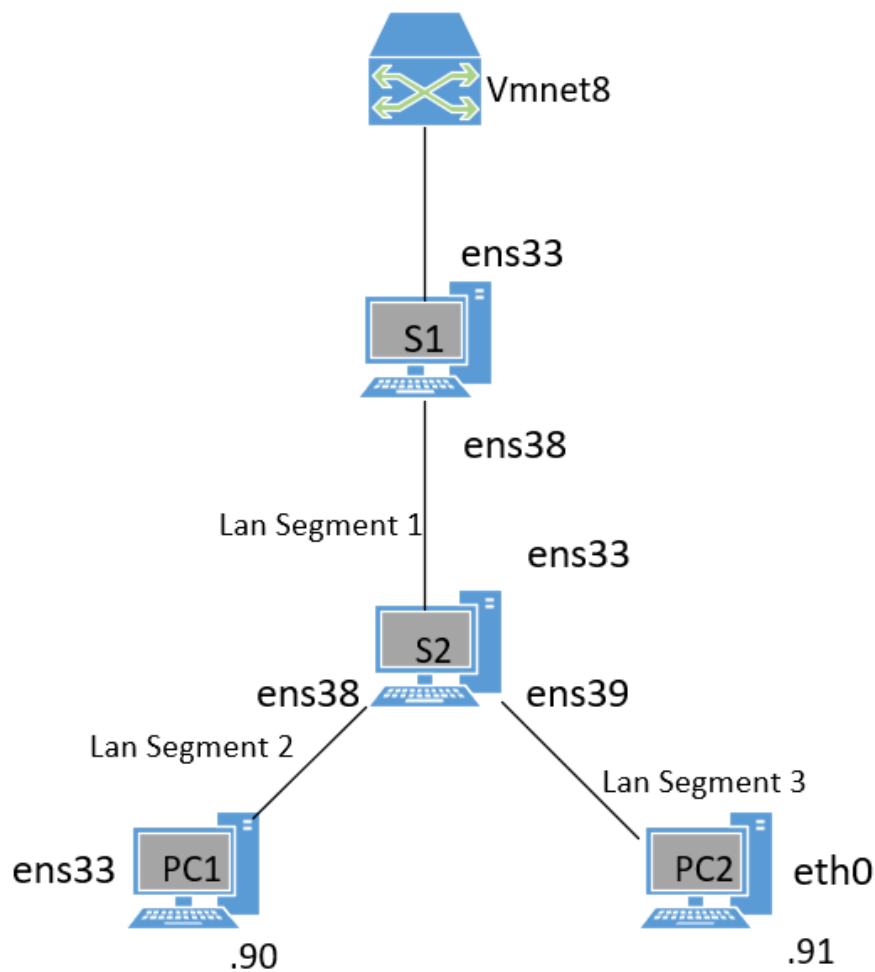 Vmnet8
ens33
S1
ens38
Lan Segment 1
ens33
S2
ens38
ens39
Lan Segment 2
Lan Segment 3
ens33
PC1
PC2
eth0
.90
.91